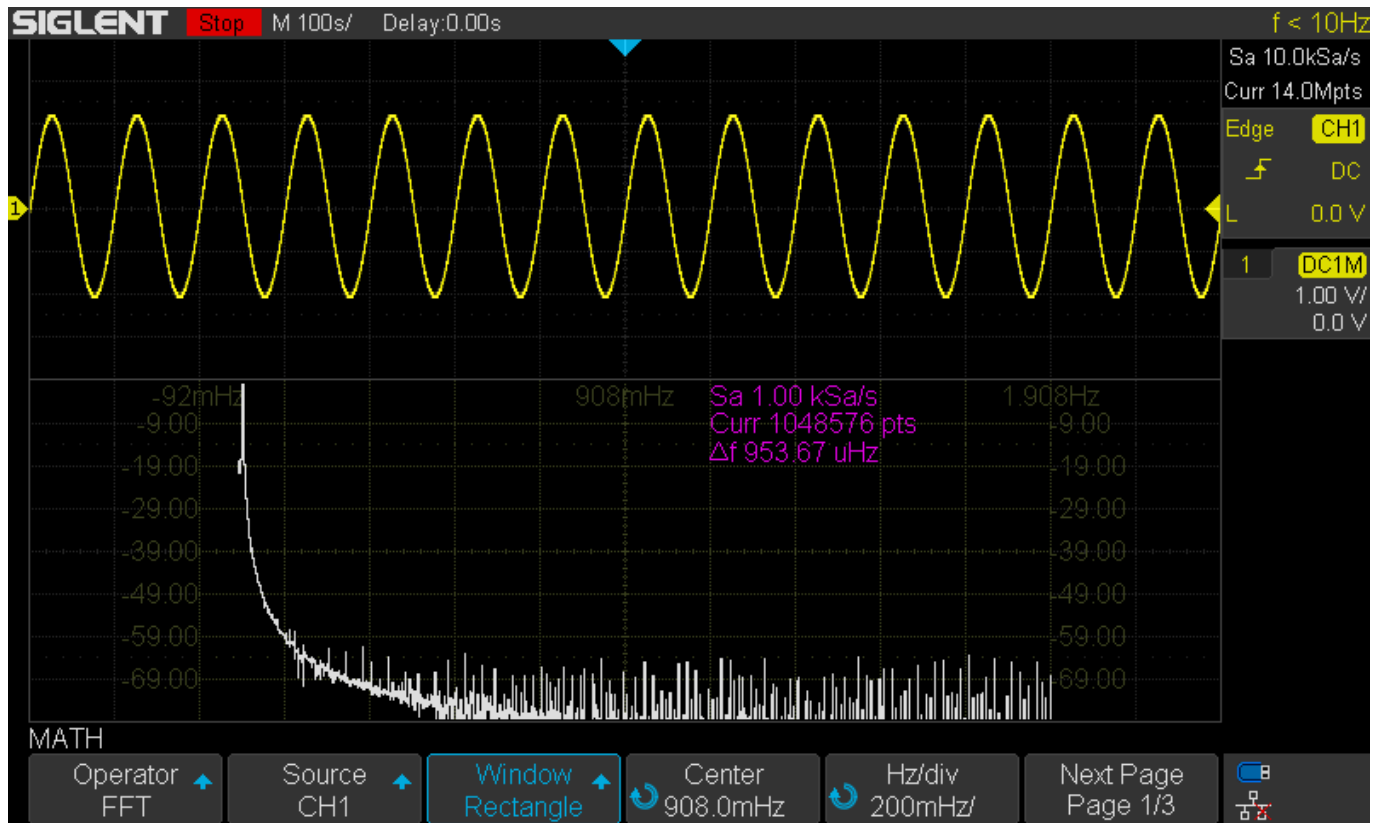 SIGLENT Stop M 100s/ Delay:0.00s f < 10Hz
Sa 10.0kSa/s
Curr 14.0Mpts
Edge CH1
DC
L 0.0 V
1 DC1M
1.00 V/
0.0 V
1
-92mHz 908mHz 1.908Hz
Sa 1.00 kSa/s
Curr 1048576 pts
Δf 953.67 uHz
-9.00 -9.00
-19.00 -19.00
-29.00 -29.00
-39.00 -39.00
-49.00 -49.00
-59.00 -59.00
-69.00 -69.00
MATH
Operator Source Window Center Hz/div Next Page
FFT CH1 Rectangle 908.0mHz 200mHz/ Page 1/3